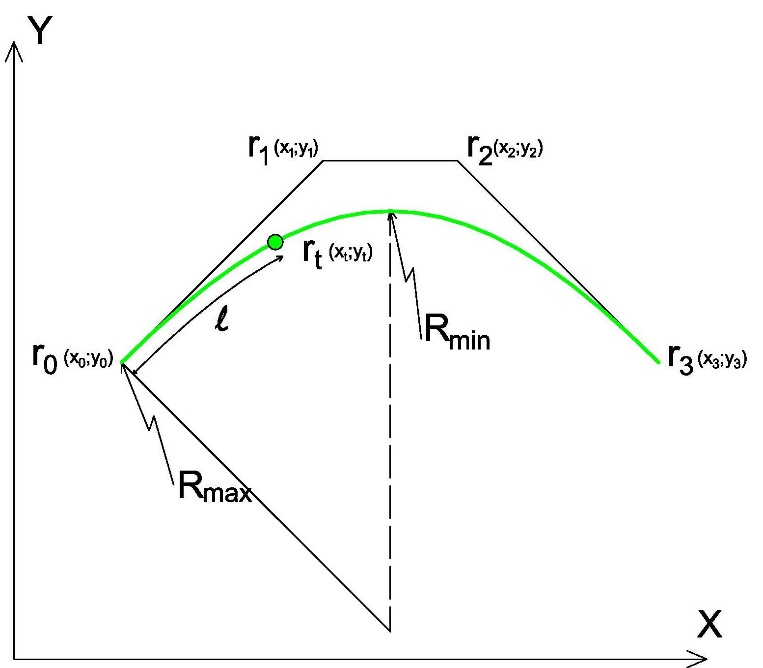 Y
r₁(x₁;y₁) r₂(x₂;y₂)
rₜ(xₜ;yₜ)
ℓ
Rmin
r₀(x₀;y₀) r₃(x₃;y₃)
Rmax
X